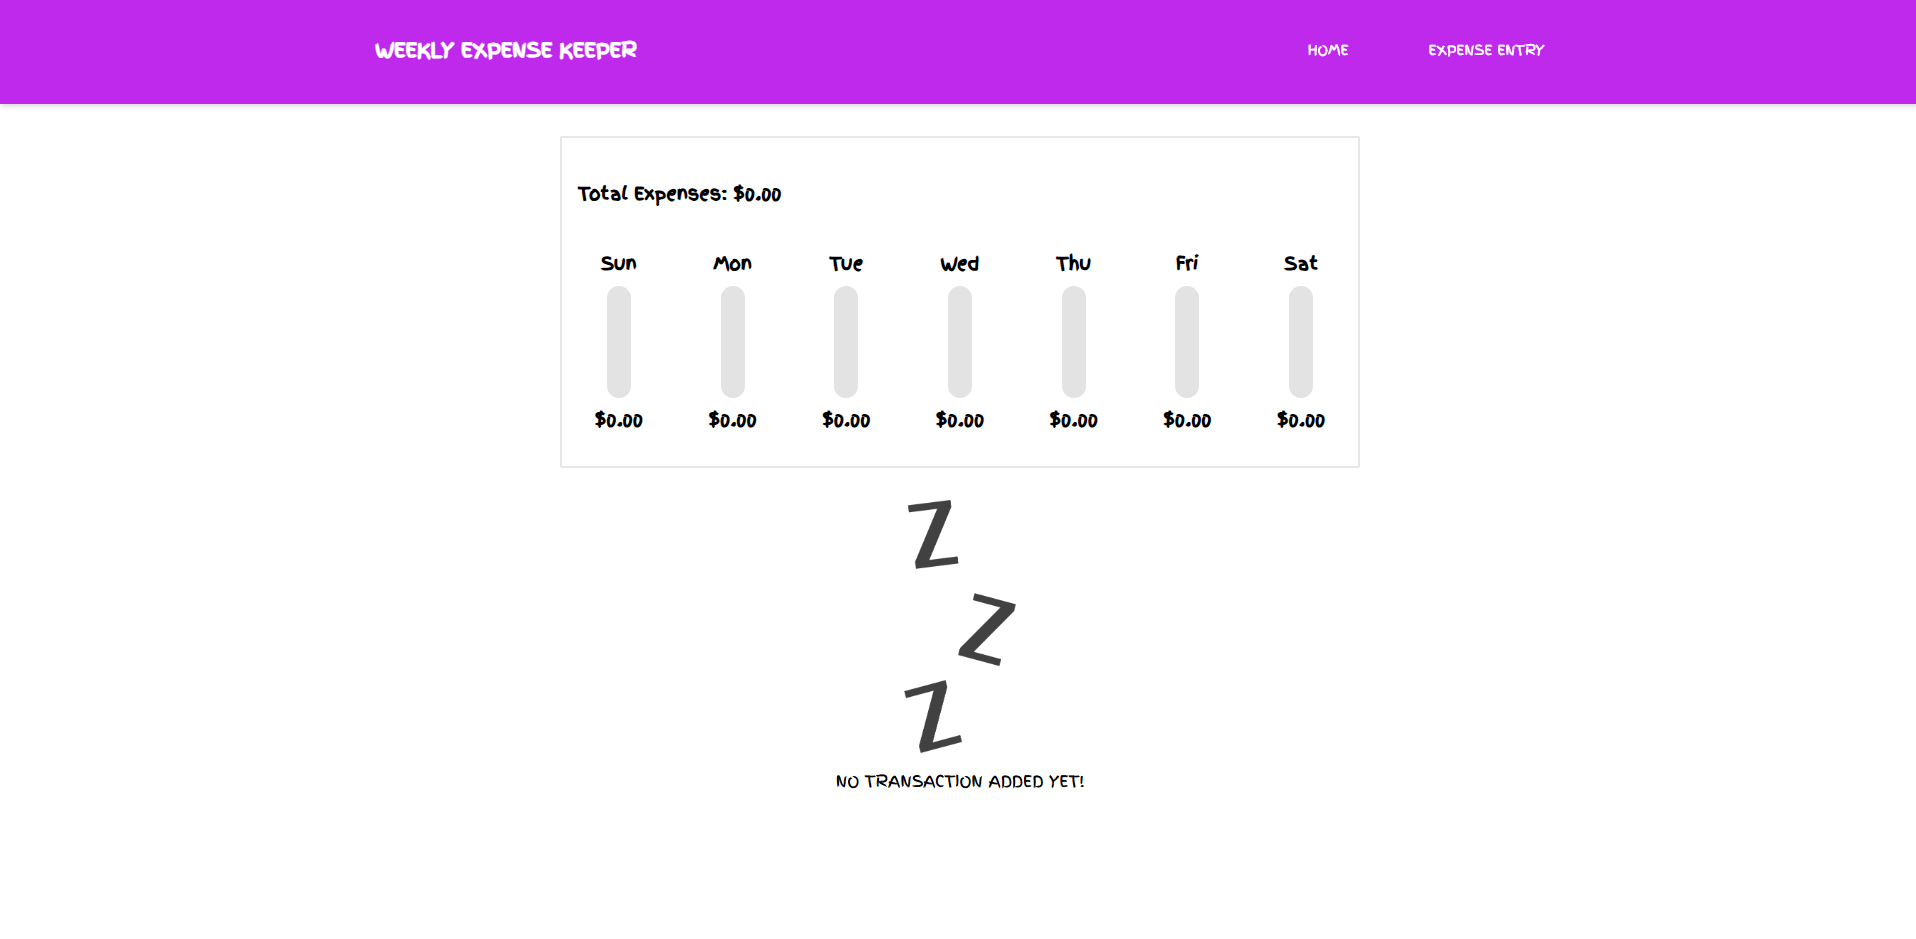 WEEKLY EXPENSE KEEPER HOME EXPENSE ENTRY
Total Expenses: $0.00
Sun Mon Tue Wed Thu Fri Sat
$0.00 $0.00 $0.00 $0.00 $0.00 $0.00 $0.00
Z
Z
Z
NO TRANSACTION ADDED YET!